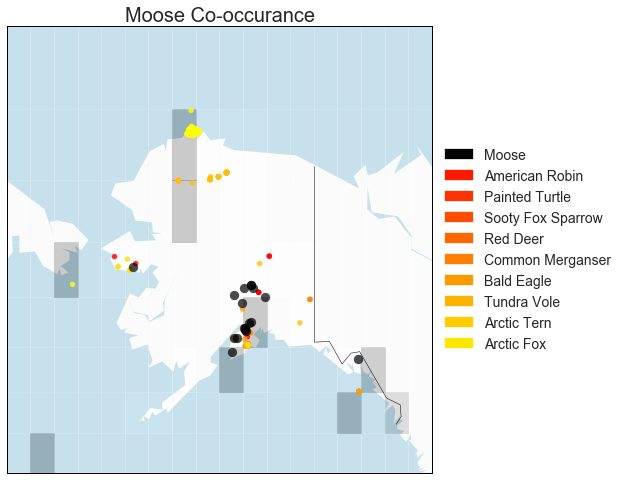 Moose Co-occurance
Moose
American Robin
Painted Turtle
Sooty Fox Sparrow
Red Deer
Common Merganser
Bald Eagle
Tundra Vole
Arctic Tern
Arctic Fox